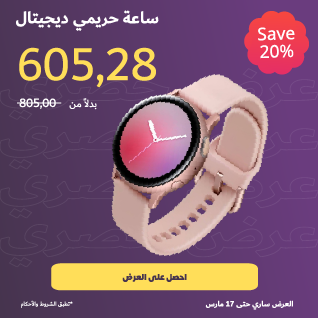 ساعة حريمي ديجيتال
Save
20%
605,28
بدلاً من 805,00
احصل على العرض
العرض ساري حتى 17 مارس
*تطبق الشروط والأحكام